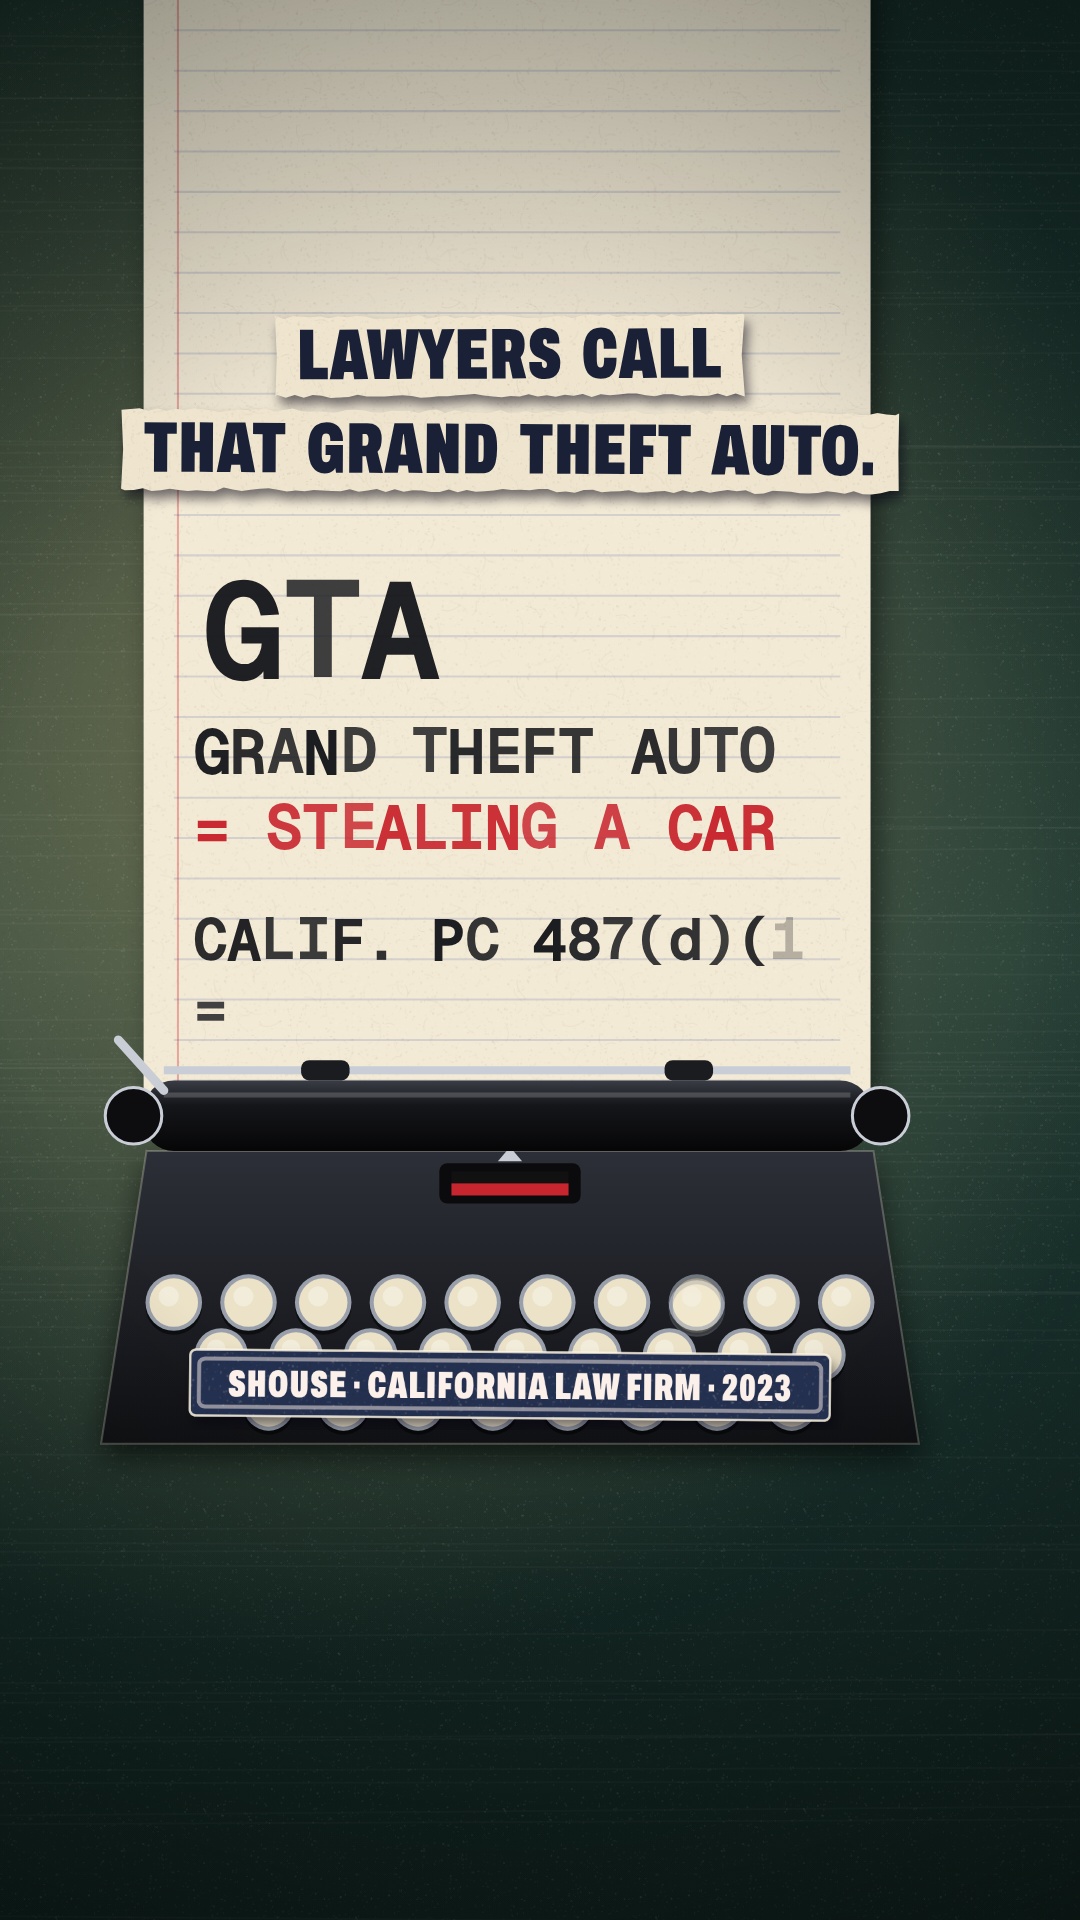 LAWYERS CALL
THAT GRAND THEFT AUTO.
GTA
GRAND THEFT AUTO
= STEALING A CAR
CALIF. PC 487(d)(1
=
SHOUSE · CALIFORNIA LAW FIRM · 2023